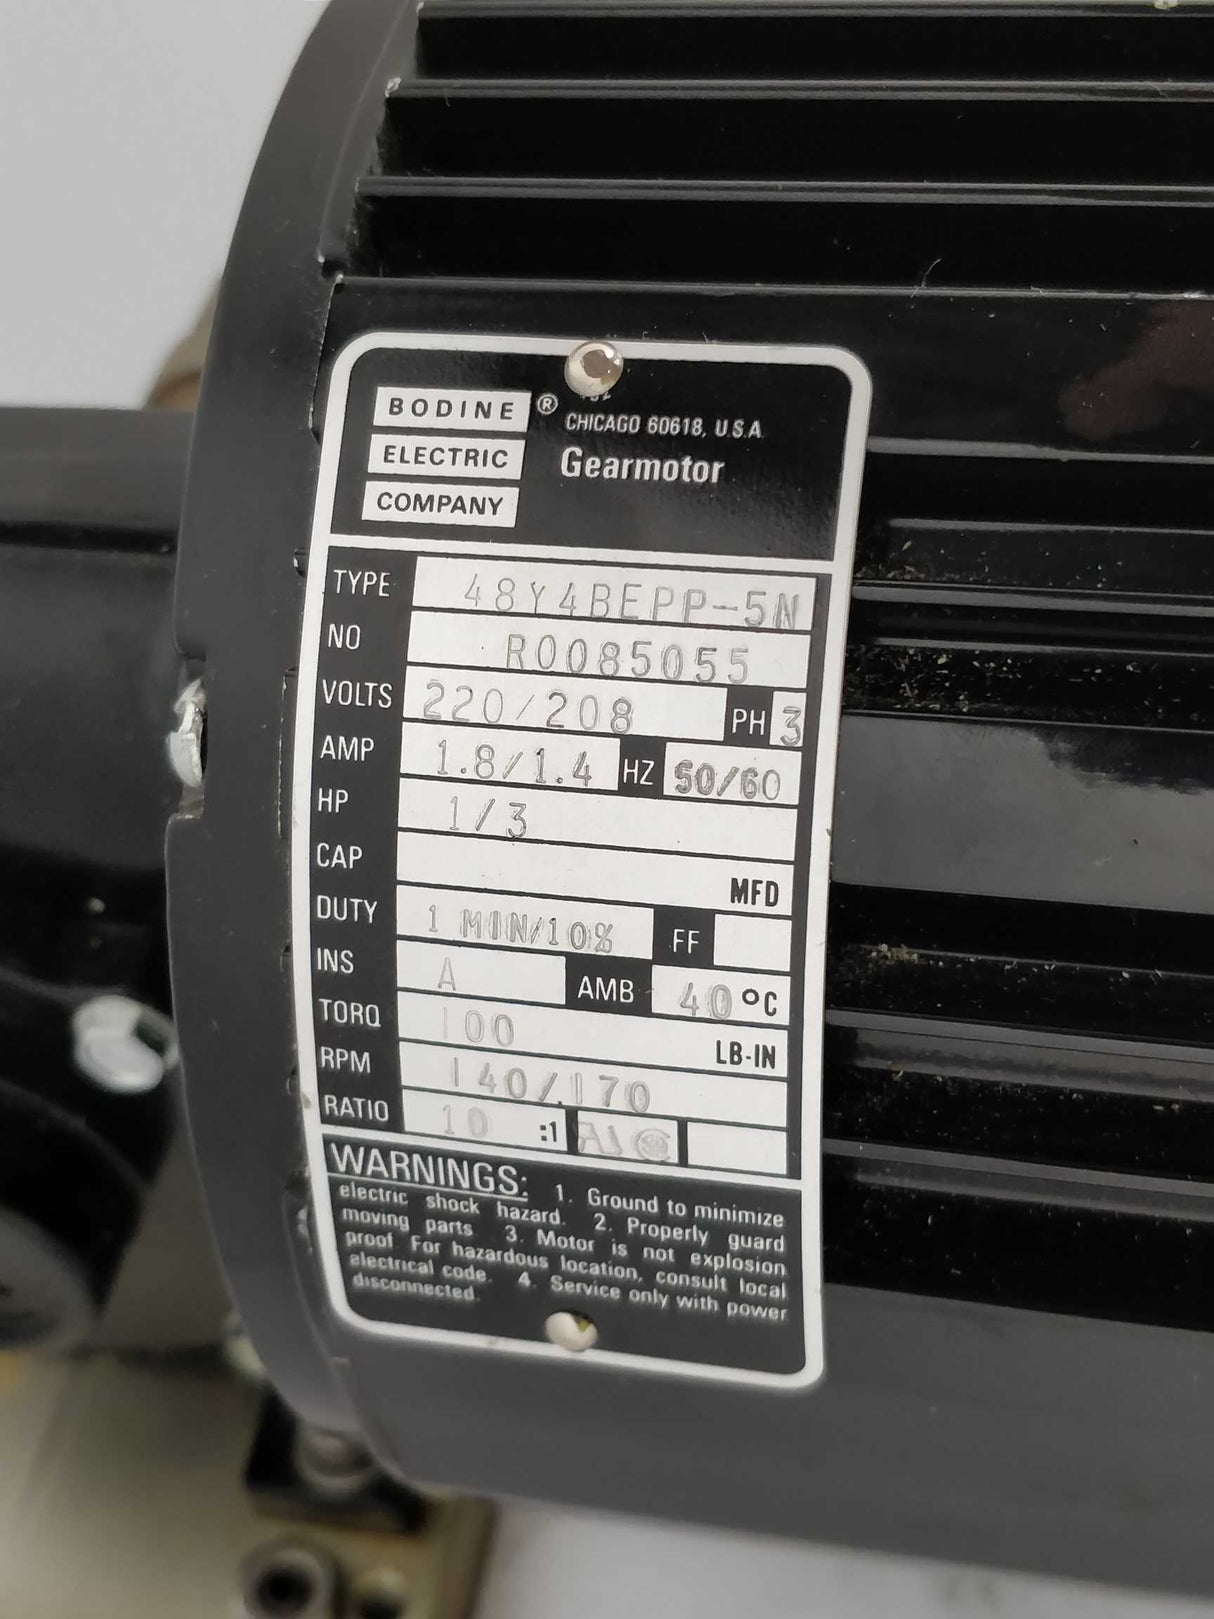 BODINE ®
ELECTRIC
COMPANY
CHICAGO 60618, U.S.A.
Gearmotor
TYPE 48Y4BEPP-5N
NO R0085055
VOLTS 220/208 PH 3
AMP 1.8/1.4 HZ 50/60
HP 1/3
CAP MFD
DUTY 1 MIN/10% FF
INS A AMB 40 °C
TORQ 100 LB-IN
RPM 140/170
RATIO 10 :1
WARNINGS: 1. Ground to minimize
electric shock hazard. 2. Properly guard
moving parts 3. Motor is not explosion
proof For hazardous location, consult local
electrical code. 4. Service only with power
disconnected.